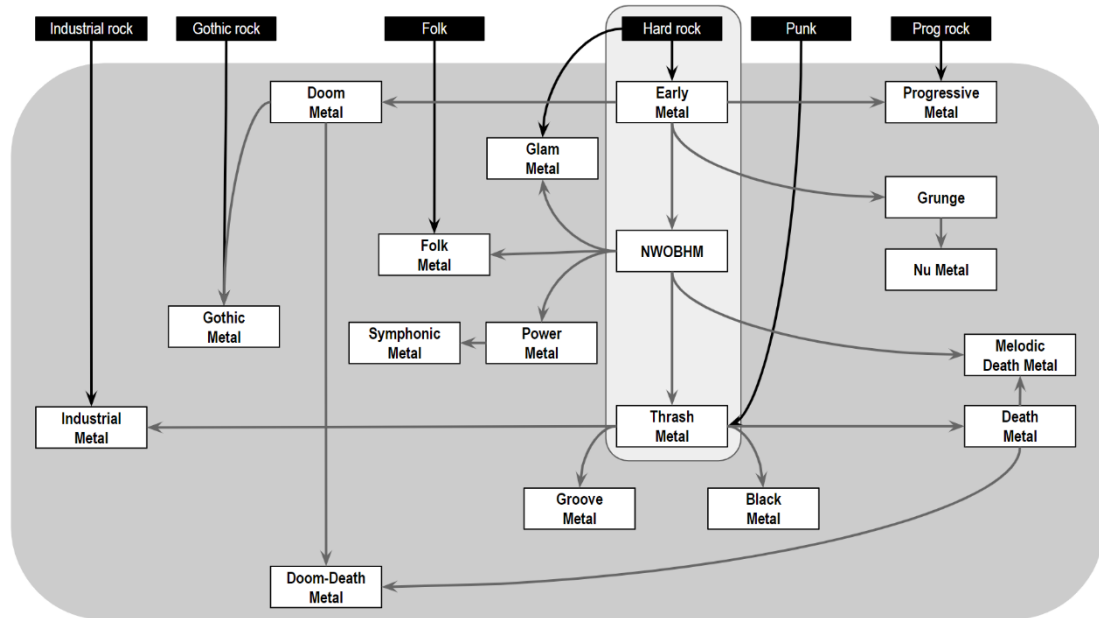 Industrial rock
Gothic rock
Folk
Hard rock
Punk
Prog rock
Doom
Metal
Early
Metal
Progressive
Metal
Glam
Metal
Grunge
Folk
Metal
NWOBHM
Nu Metal
Gothic
Metal
Symphonic
Metal
Power
Metal
Melodic
Death Metal
Industrial
Metal
Thrash
Metal
Death
Metal
Groove
Metal
Black
Metal
Doom-Death
Metal